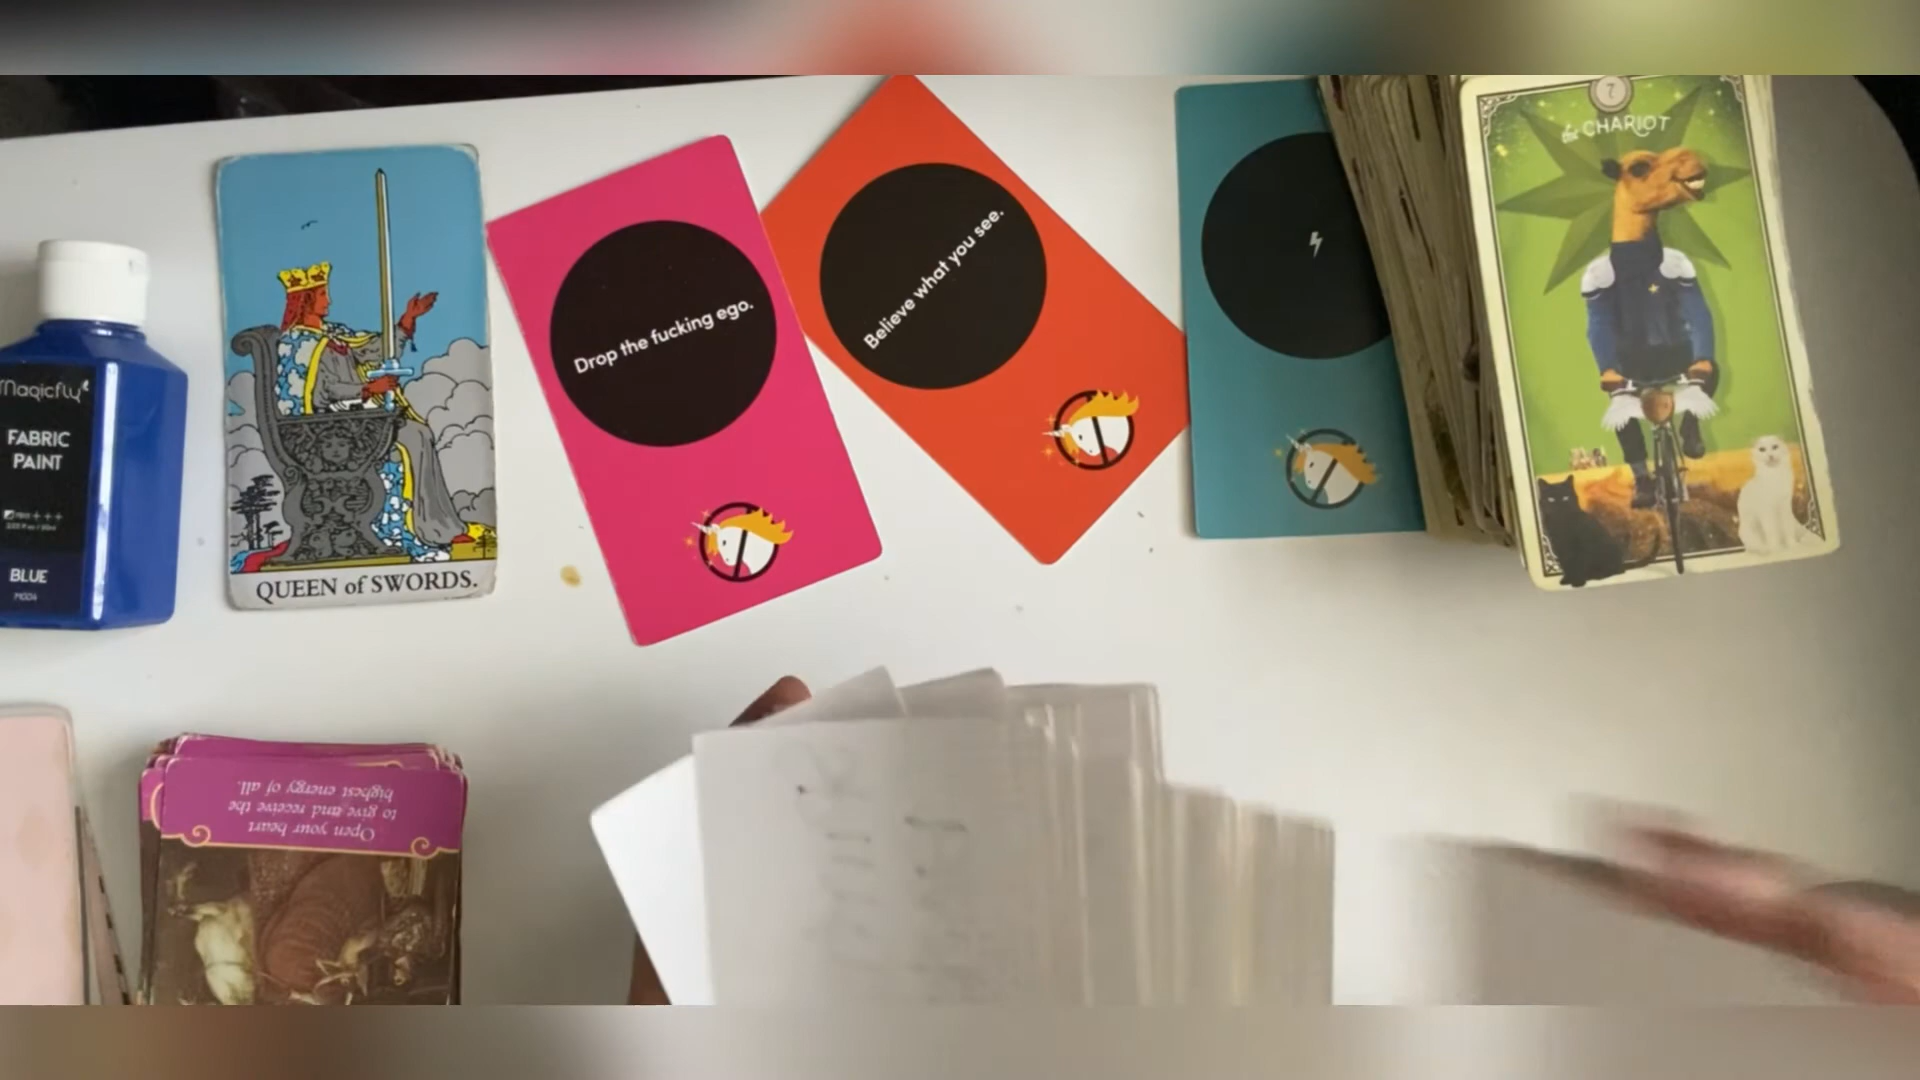 7
the CHARIOT
QUEEN of SWORDS.
Drop the fucking ego.
Believe what you see.
Magicfly
FABRIC
PAINT
BLUE
Open your heart
to give and receive the
highest energy of all.